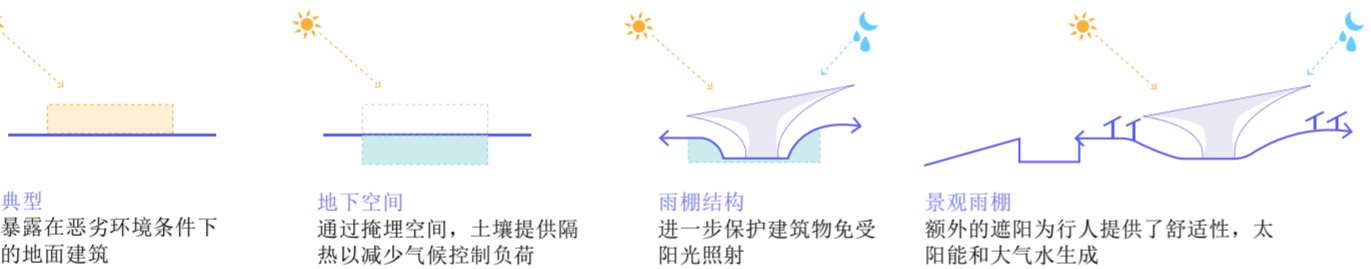 典型
暴露在恶劣环境条件下
的地面建筑
地下空间
通过掩埋空间，土壤提供隔
热以减少气候控制负荷
雨棚结构
进一步保护建筑物免受
阳光照射
景观雨棚
额外的遮阳为行人提供了舒适性，太
阳能和大气水生成